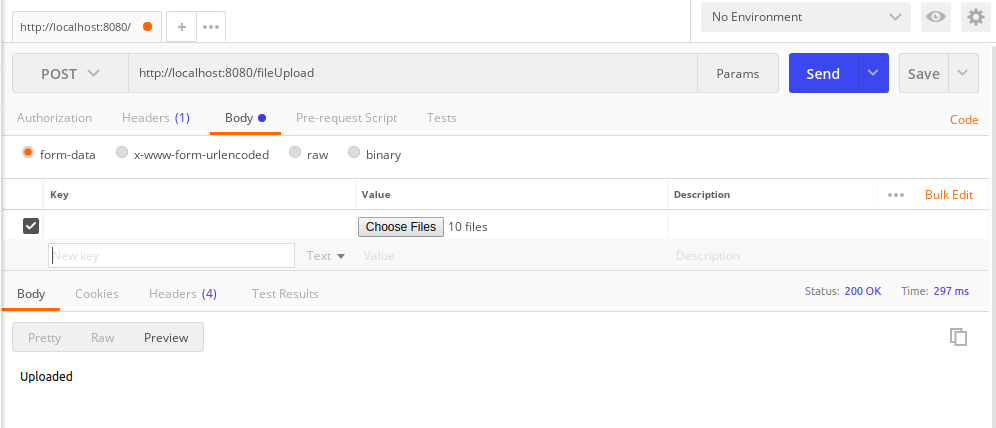 http://localhost:8080/ + ••• No Environment
POST http://localhost:8080/fileUpload Params Send Save
Authorization Headers (1) Body Pre-request Script Tests Code
form-data x-www-form-urlencoded raw binary
Key Value Description ••• Bulk Edit
Choose Files 10 files
New key Text Value Description
Body Cookies Headers (4) Test Results Status: 200 OK Time: 297 ms
Pretty Raw Preview
Uploaded